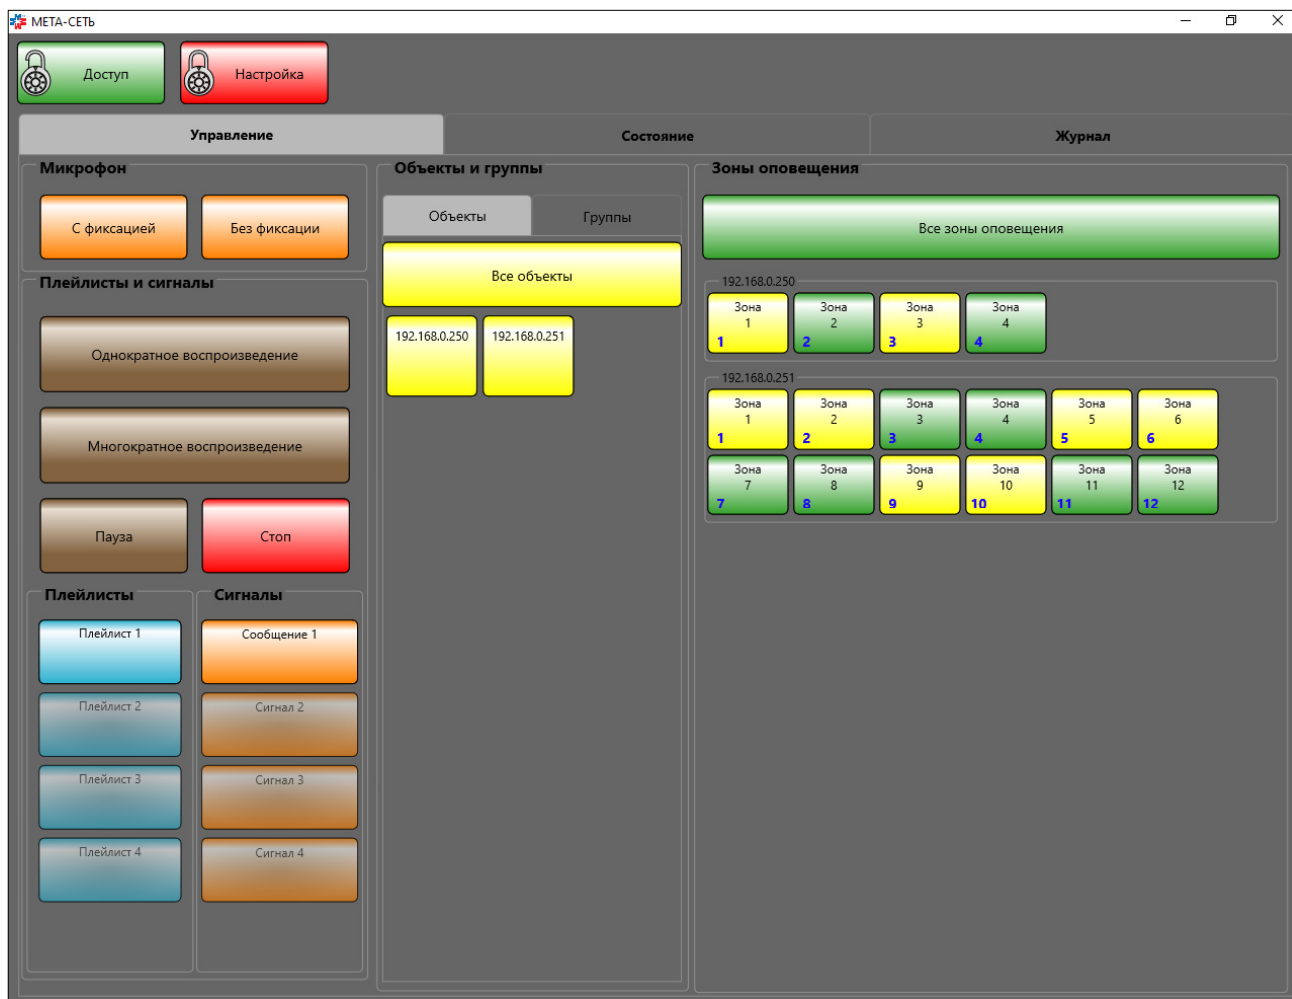 МЕТА-СЕТЬ
Доступ
Настройка
Управление
Состояние
Журнал
Микрофон
С фиксацией
Без фиксации
Плейлисты и сигналы
Однократное воспроизведение
Многократное воспроизведение
Пауза
Стоп
Плейлисты
Плейлист 1
Плейлист 2
Плейлист 3
Плейлист 4
Сигналы
Сообщение 1
Сигнал 2
Сигнал 3
Сигнал 4
Объекты и группы
Объекты
Группы
Все объекты
192.168.0.250
192.168.0.251
Зоны оповещения
Все зоны оповещения
192.168.0.250
Зона
1
1
Зона
2
2
Зона
3
3
Зона
4
4
192.168.0.251
Зона
1
1
Зона
2
2
Зона
3
3
Зона
4
4
Зона
5
5
Зона
6
6
Зона
7
7
Зона
8
8
Зона
9
9
Зона
10
10
Зона
11
11
Зона
12
12